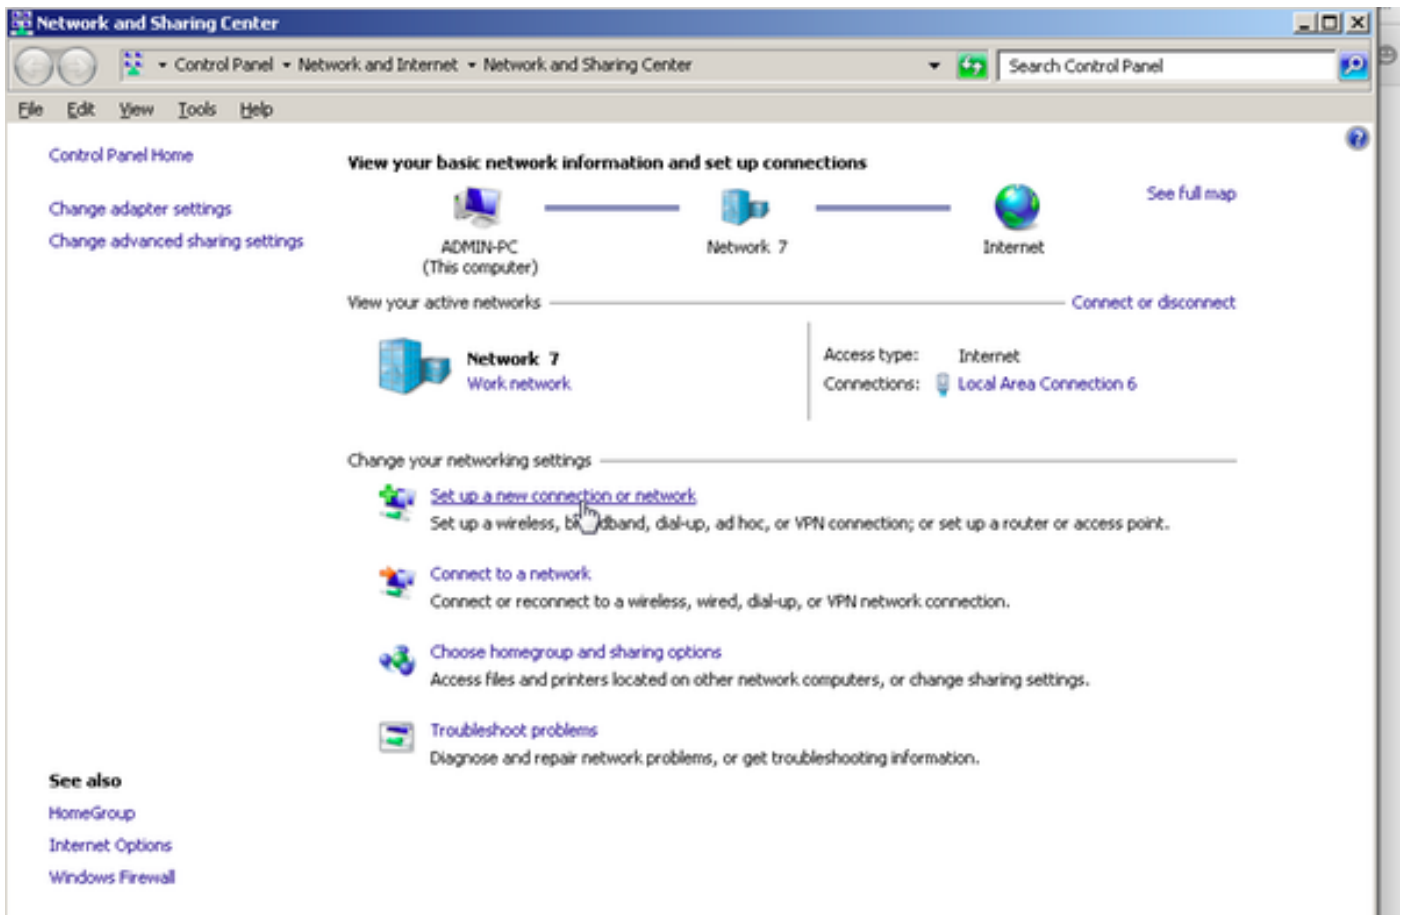 Network and Sharing Center
Control Panel Network and Internet Network and Sharing Center
Search Control Panel
File Edit View Tools Help
Control Panel Home
Change adapter settings
Change advanced sharing settings
View your basic network information and set up connections
See full map
ADMIN-PC
(This computer)
Network 7
Internet
View your active networks
Connect or disconnect
Network 7
Work network
Access type: Internet
Connections: Local Area Connection 6
Change your networking settings
Set up a new connection or network
Set up a wireless, broadband, dial-up, ad hoc, or VPN connection; or set up a router or access point.
Connect to a network
Connect or reconnect to a wireless, wired, dial-up, or VPN network connection.
Choose homegroup and sharing options
Access files and printers located on other network computers, or change sharing settings.
Troubleshoot problems
Diagnose and repair network problems, or get troubleshooting information.
See also
HomeGroup
Internet Options
Windows Firewall